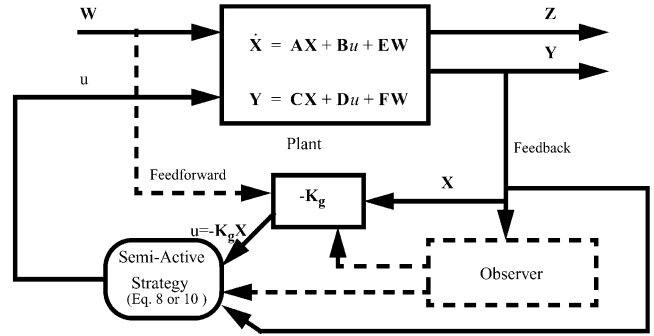 W
Z
Ẋ = AX + Bu + EW
Y
u
Y = CX + Du + FW
Plant
Feedback
Feedforward
X
-Kg
u=-KgX
Semi-Active
Strategy
(Eq. 8 or 10 )
Observer